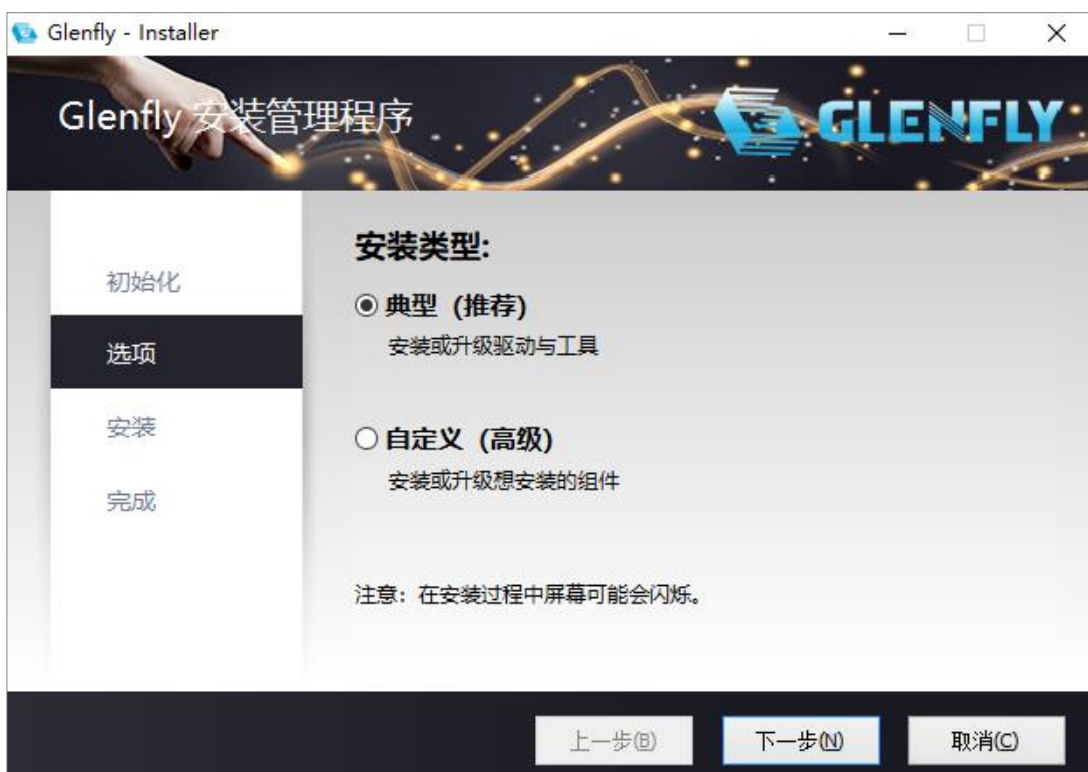 Glenfly - Installer
Glenfly 安装管理程序
GLENFLY
初始化
选项
安装
完成
安装类型:
典型 (推荐)
安装或升级驱动与工具
自定义 (高级)
安装或升级想安装的组件
注意：在安装过程中屏幕可能会闪烁。
上一步(B)
下一步(N)
取消(C)